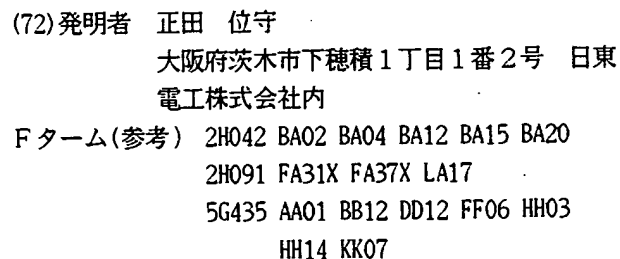 (72)発明者 正田 位守
大阪府茨木市下穂積1丁目1番2号 日東
電工株式会社内
Fターム(参考) 2H042 BA02 BA04 BA12 BA15 BA20
2H091 FA31X FA37X LA17
5G435 AA01 BB12 DD12 FF06 HH03
HH14 KK07